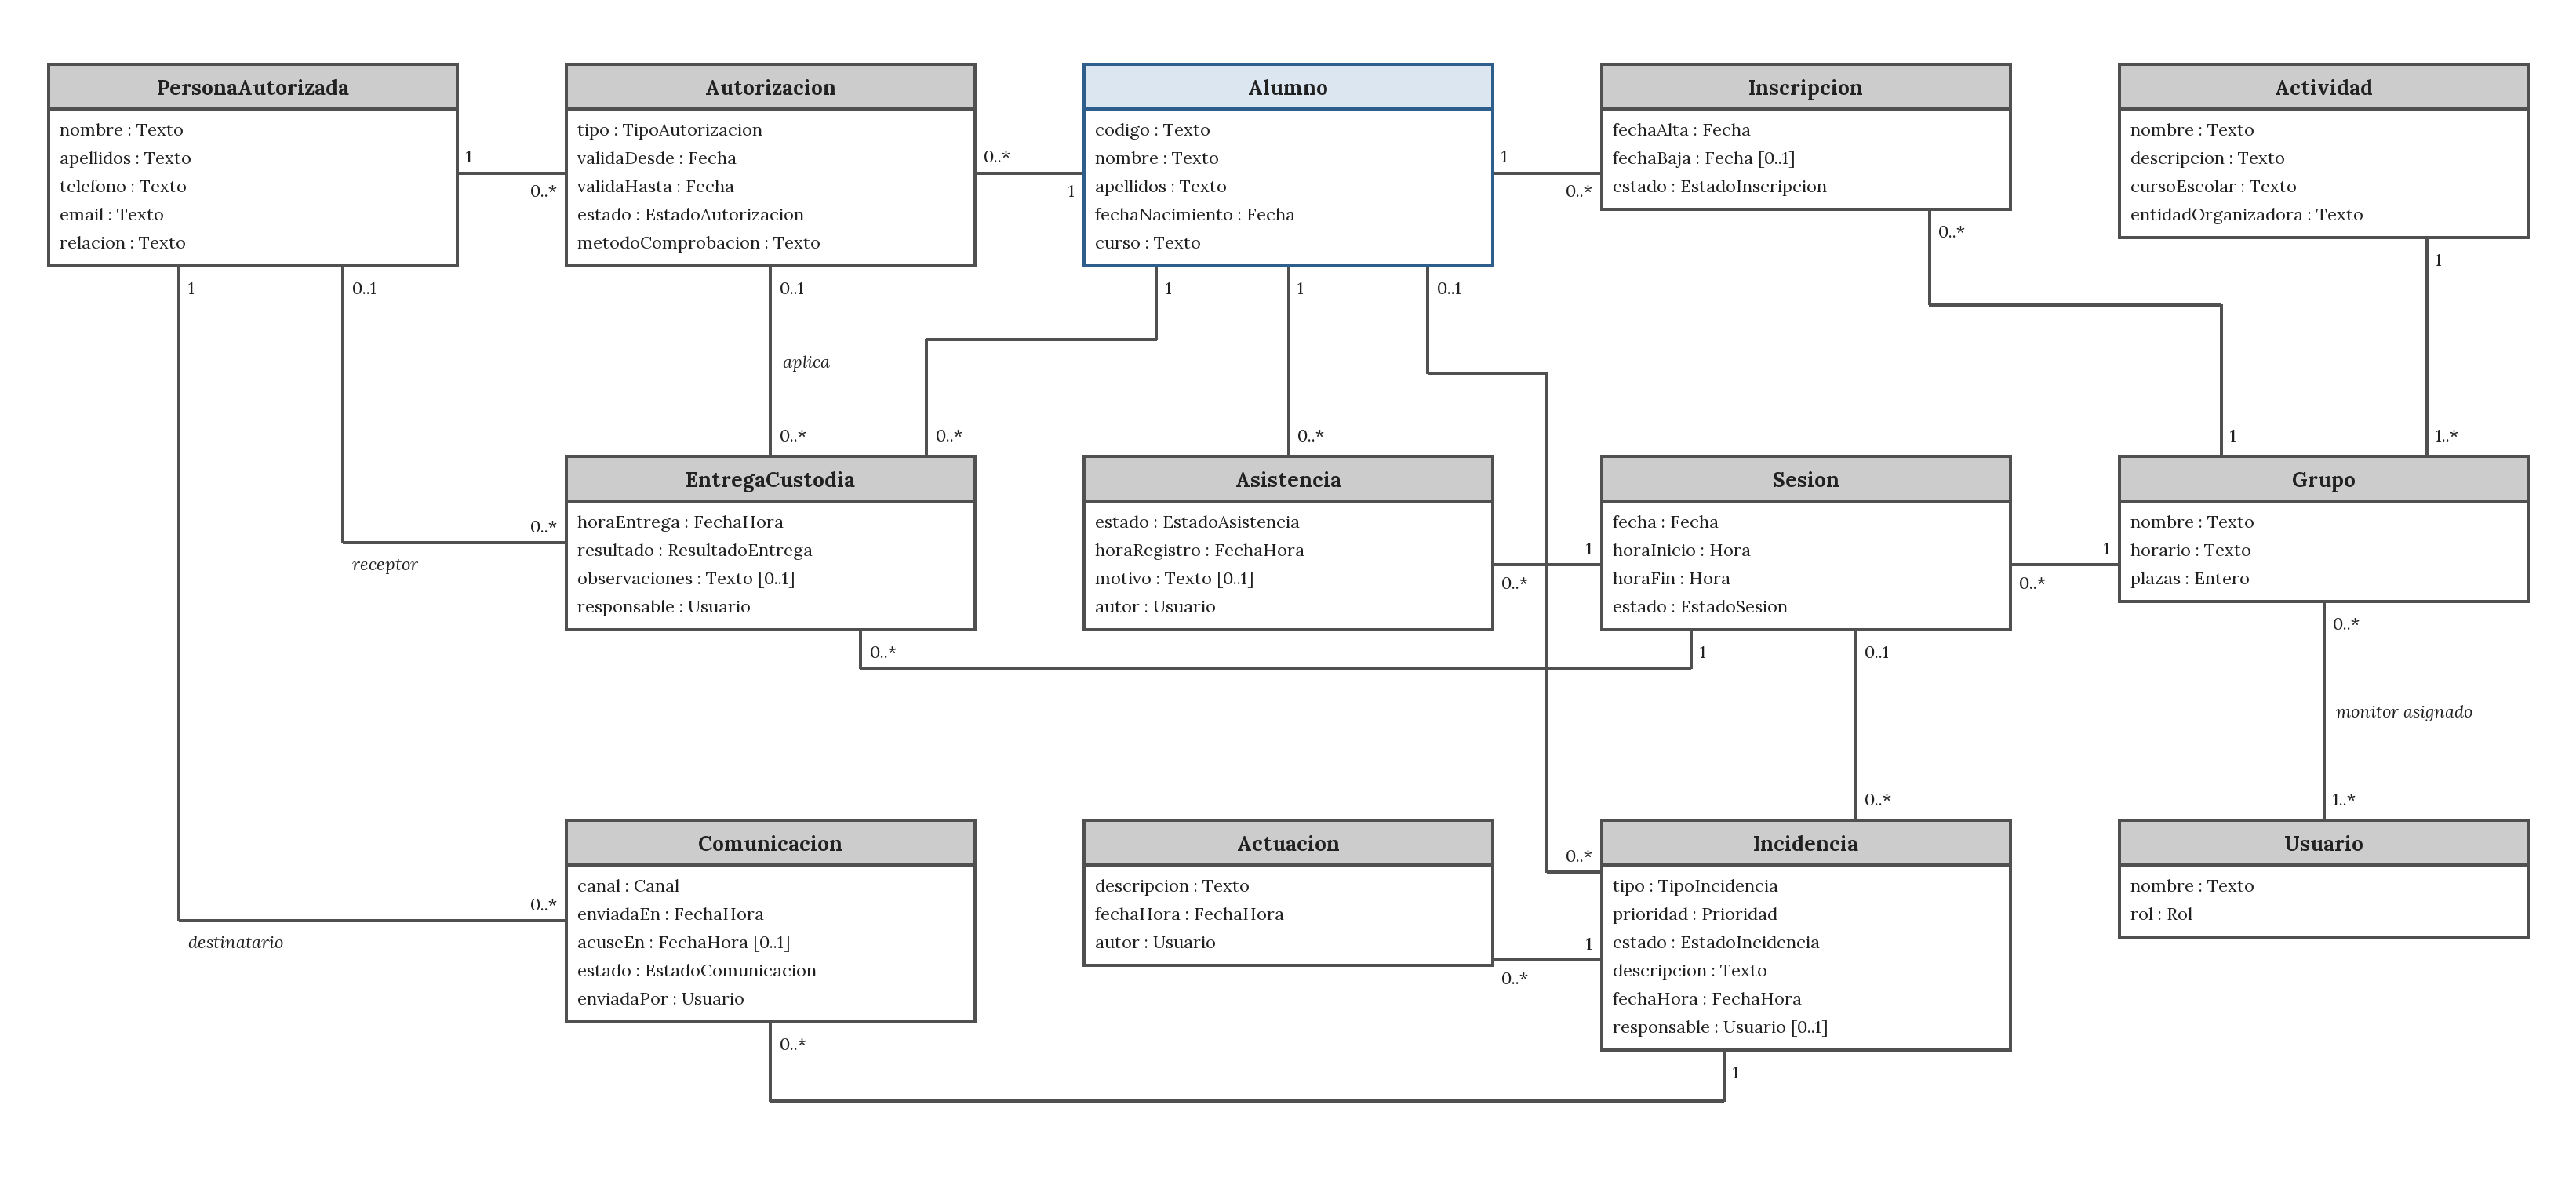 PersonaAutorizada
nombre : Texto
apellidos : Texto
telefono : Texto
email : Texto
relacion : Texto
Autorizacion
tipo : TipoAutorizacion
validaDesde : Fecha
validaHasta : Fecha
estado : EstadoAutorizacion
metodoComprobacion : Texto
Alumno
codigo : Texto
nombre : Texto
apellidos : Texto
fechaNacimiento : Fecha
curso : Texto
Inscripcion
fechaAlta : Fecha
fechaBaja : Fecha [0..1]
estado : EstadoInscripcion
Actividad
nombre : Texto
descripcion : Texto
cursoEscolar : Texto
entidadOrganizadora : Texto
1
0..*
0..*
1
1
0..*
1
0..1
0..1
1
1
0..1
0..*
1
aplica
0..*
0..*
0..*
1
1..*
0..*
receptor
EntregaCustodia
horaEntrega : FechaHora
resultado : ResultadoEntrega
observaciones : Texto [0..1]
responsable : Usuario
Asistencia
estado : EstadoAsistencia
horaRegistro : FechaHora
motivo : Texto [0..1]
autor : Usuario
1
0..*
Sesion
fecha : Fecha
horaInicio : Hora
horaFin : Hora
estado : EstadoSesion
1
0..*
Grupo
nombre : Texto
horario : Texto
plazas : Entero
0..*
1
0..1
0..*
monitor asignado
0..*
1..*
0..*
0..*
destinatario
Comunicacion
canal : Canal
enviadaEn : FechaHora
acuseEn : FechaHora [0..1]
estado : EstadoComunicacion
enviadaPor : Usuario
Actuacion
descripcion : Texto
fechaHora : FechaHora
autor : Usuario
1
0..*
Incidencia
tipo : TipoIncidencia
prioridad : Prioridad
estado : EstadoIncidencia
descripcion : Texto
fechaHora : FechaHora
responsable : Usuario [0..1]
Usuario
nombre : Texto
rol : Rol
0..*
1